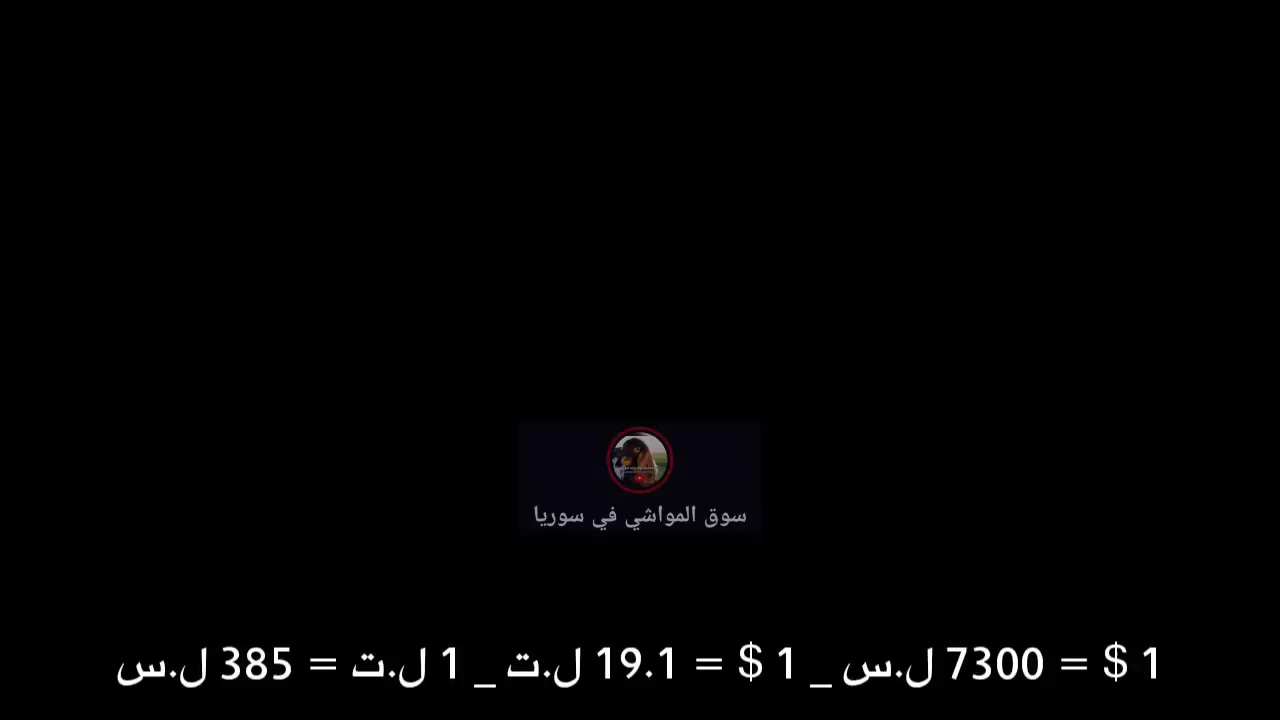 سوق المواشي في سوريا
1 $ = 7300 ل.س _ 1 $ = 19.1 ل.ت _ 1 ل.ت = 385 ل.س